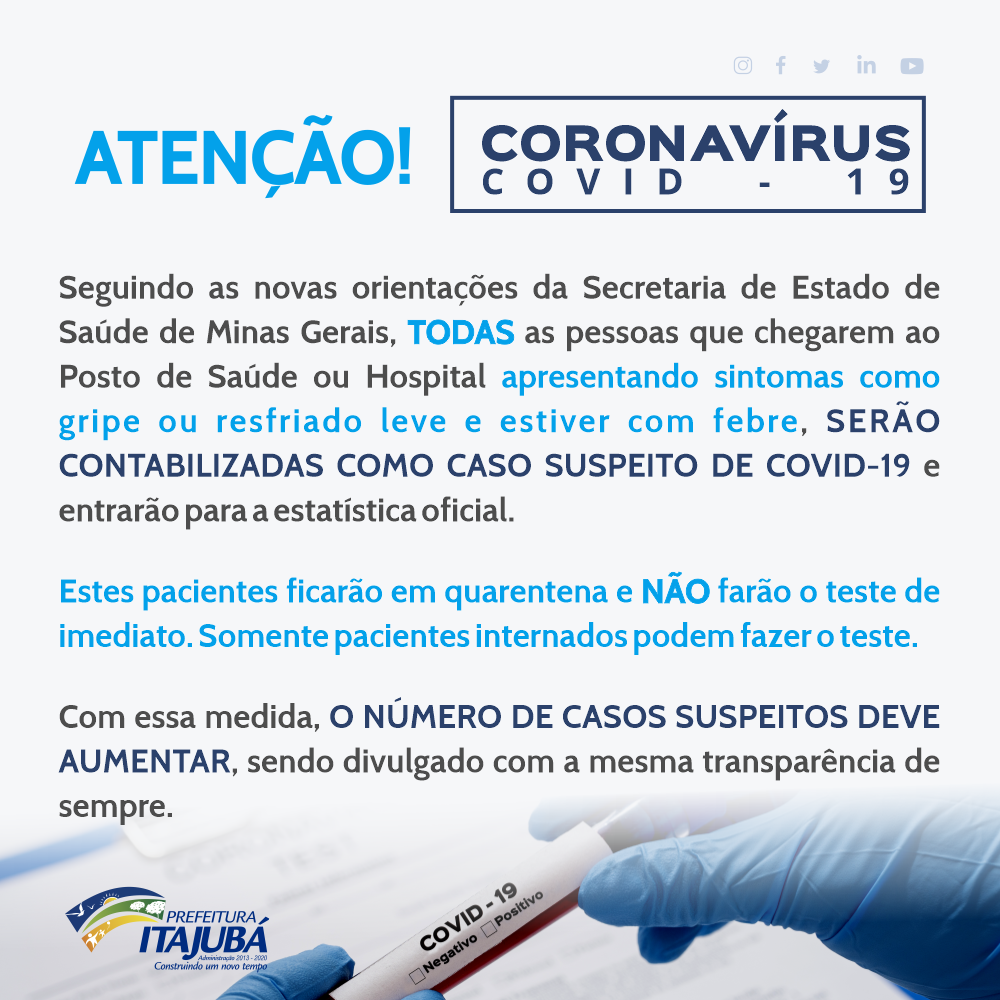 ATENÇÃO!
CORONAVÍRUS
COVID - 19
Seguindo as novas orientações da Secretaria de Estado de
Saúde de Minas Gerais, TODAS as pessoas que chegarem ao
Posto de Saúde ou Hospital apresentando sintomas como
gripe ou resfriado leve e estiver com febre, SERÃO
CONTABILIZADAS COMO CASO SUSPEITO DE COVID-19 e
entrarão para a estatística oficial.
Estes pacientes ficarão em quarentena e NÃO farão o teste de
imediato. Somente pacientes internados podem fazer o teste.
Com essa medida, O NÚMERO DE CASOS SUSPEITOS DEVE
AUMENTAR, sendo divulgado com a mesma transparência de
sempre.
COVID - 19
Negativo Positivo
PREFEITURA
ITAJUBÁ
Administração 2013 - 2020
Construindo um novo tempo